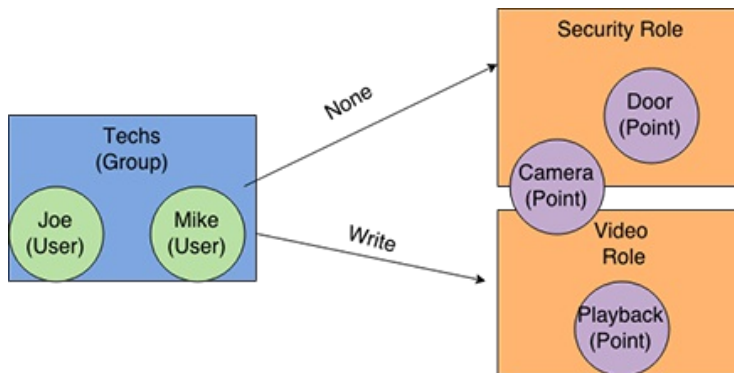 Security Role
Door
(Point)
None
Techs
(Group)
Camera
(Point)
Joe
(User)
Mike
(User)
Write
Video
Role
Playback
(Point)